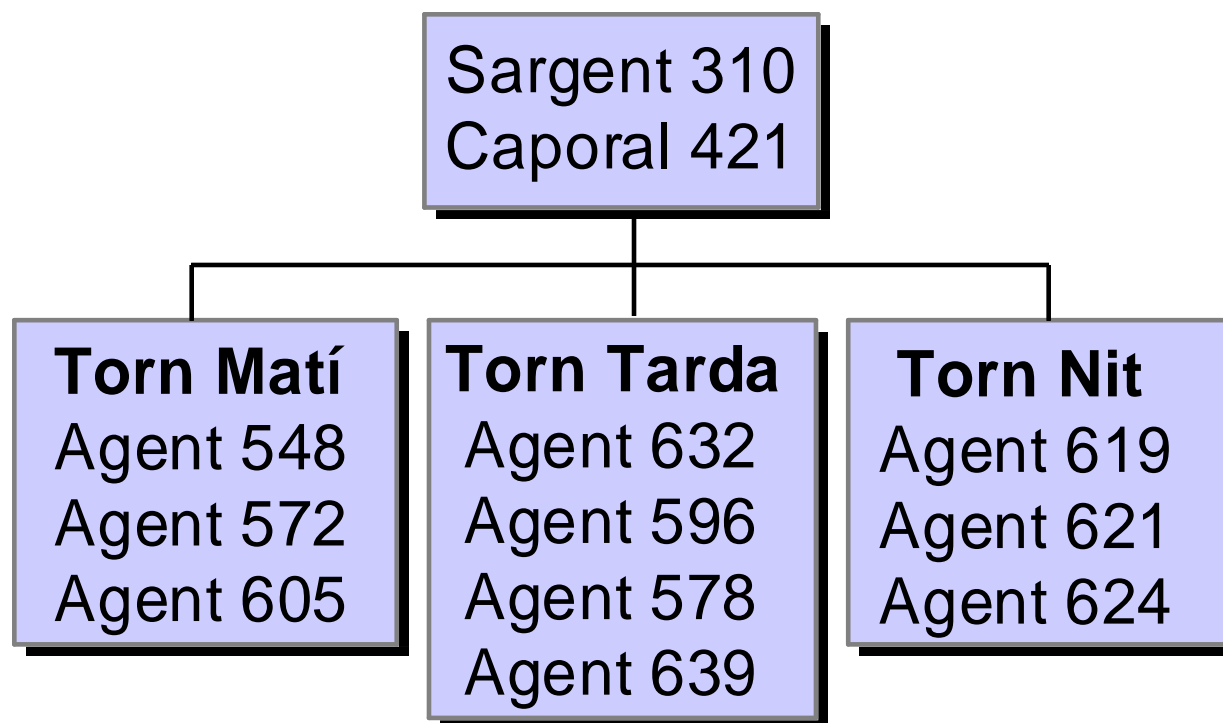 Sargent 310
Caporal 421
Torn Matí
Agent 548
Agent 572
Agent 605
Torn Tarda
Agent 632
Agent 596
Agent 578
Agent 639
Torn Nit
Agent 619
Agent 621
Agent 624